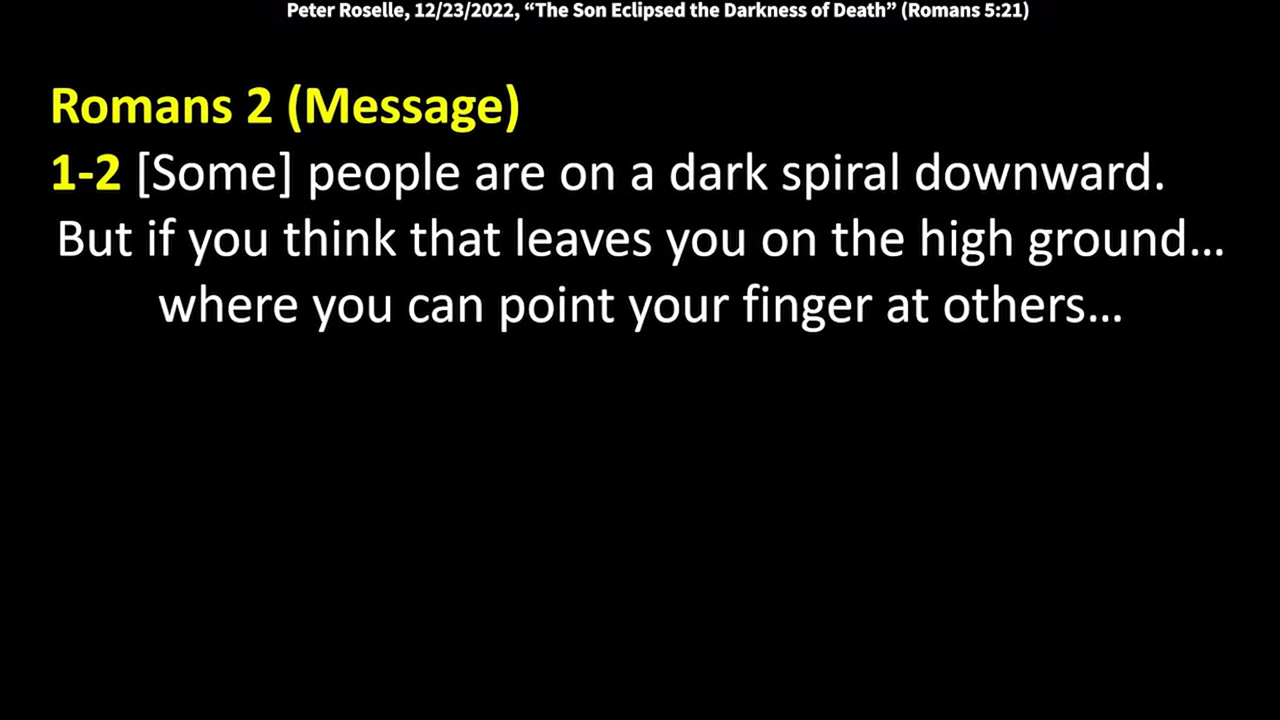 Peter Roselle, 12/23/2022, “The Son Eclipsed the Darkness of Death” (Romans 5:21)
Romans 2 (Message)
1-2 [Some] people are on a dark spiral downward.
But if you think that leaves you on the high ground…
where you can point your finger at others…